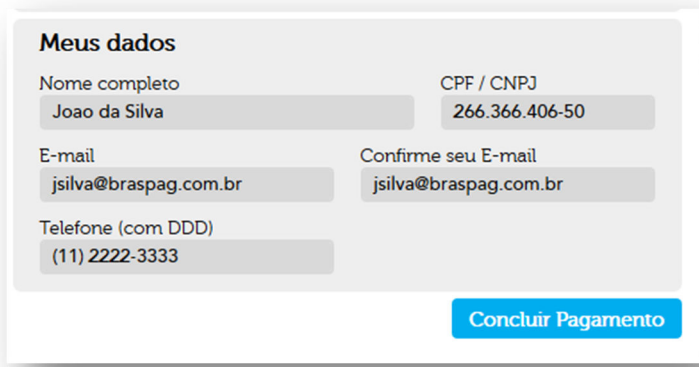 Meus dados
Nome completo CPF / CNPJ
Joao da Silva 266.366.406-50
E-mail Confirme seu E-mail
jsilva@braspag.com.br jsilva@braspag.com.br
Telefone (com DDD)
(11) 2222-3333
Concluir Pagamento